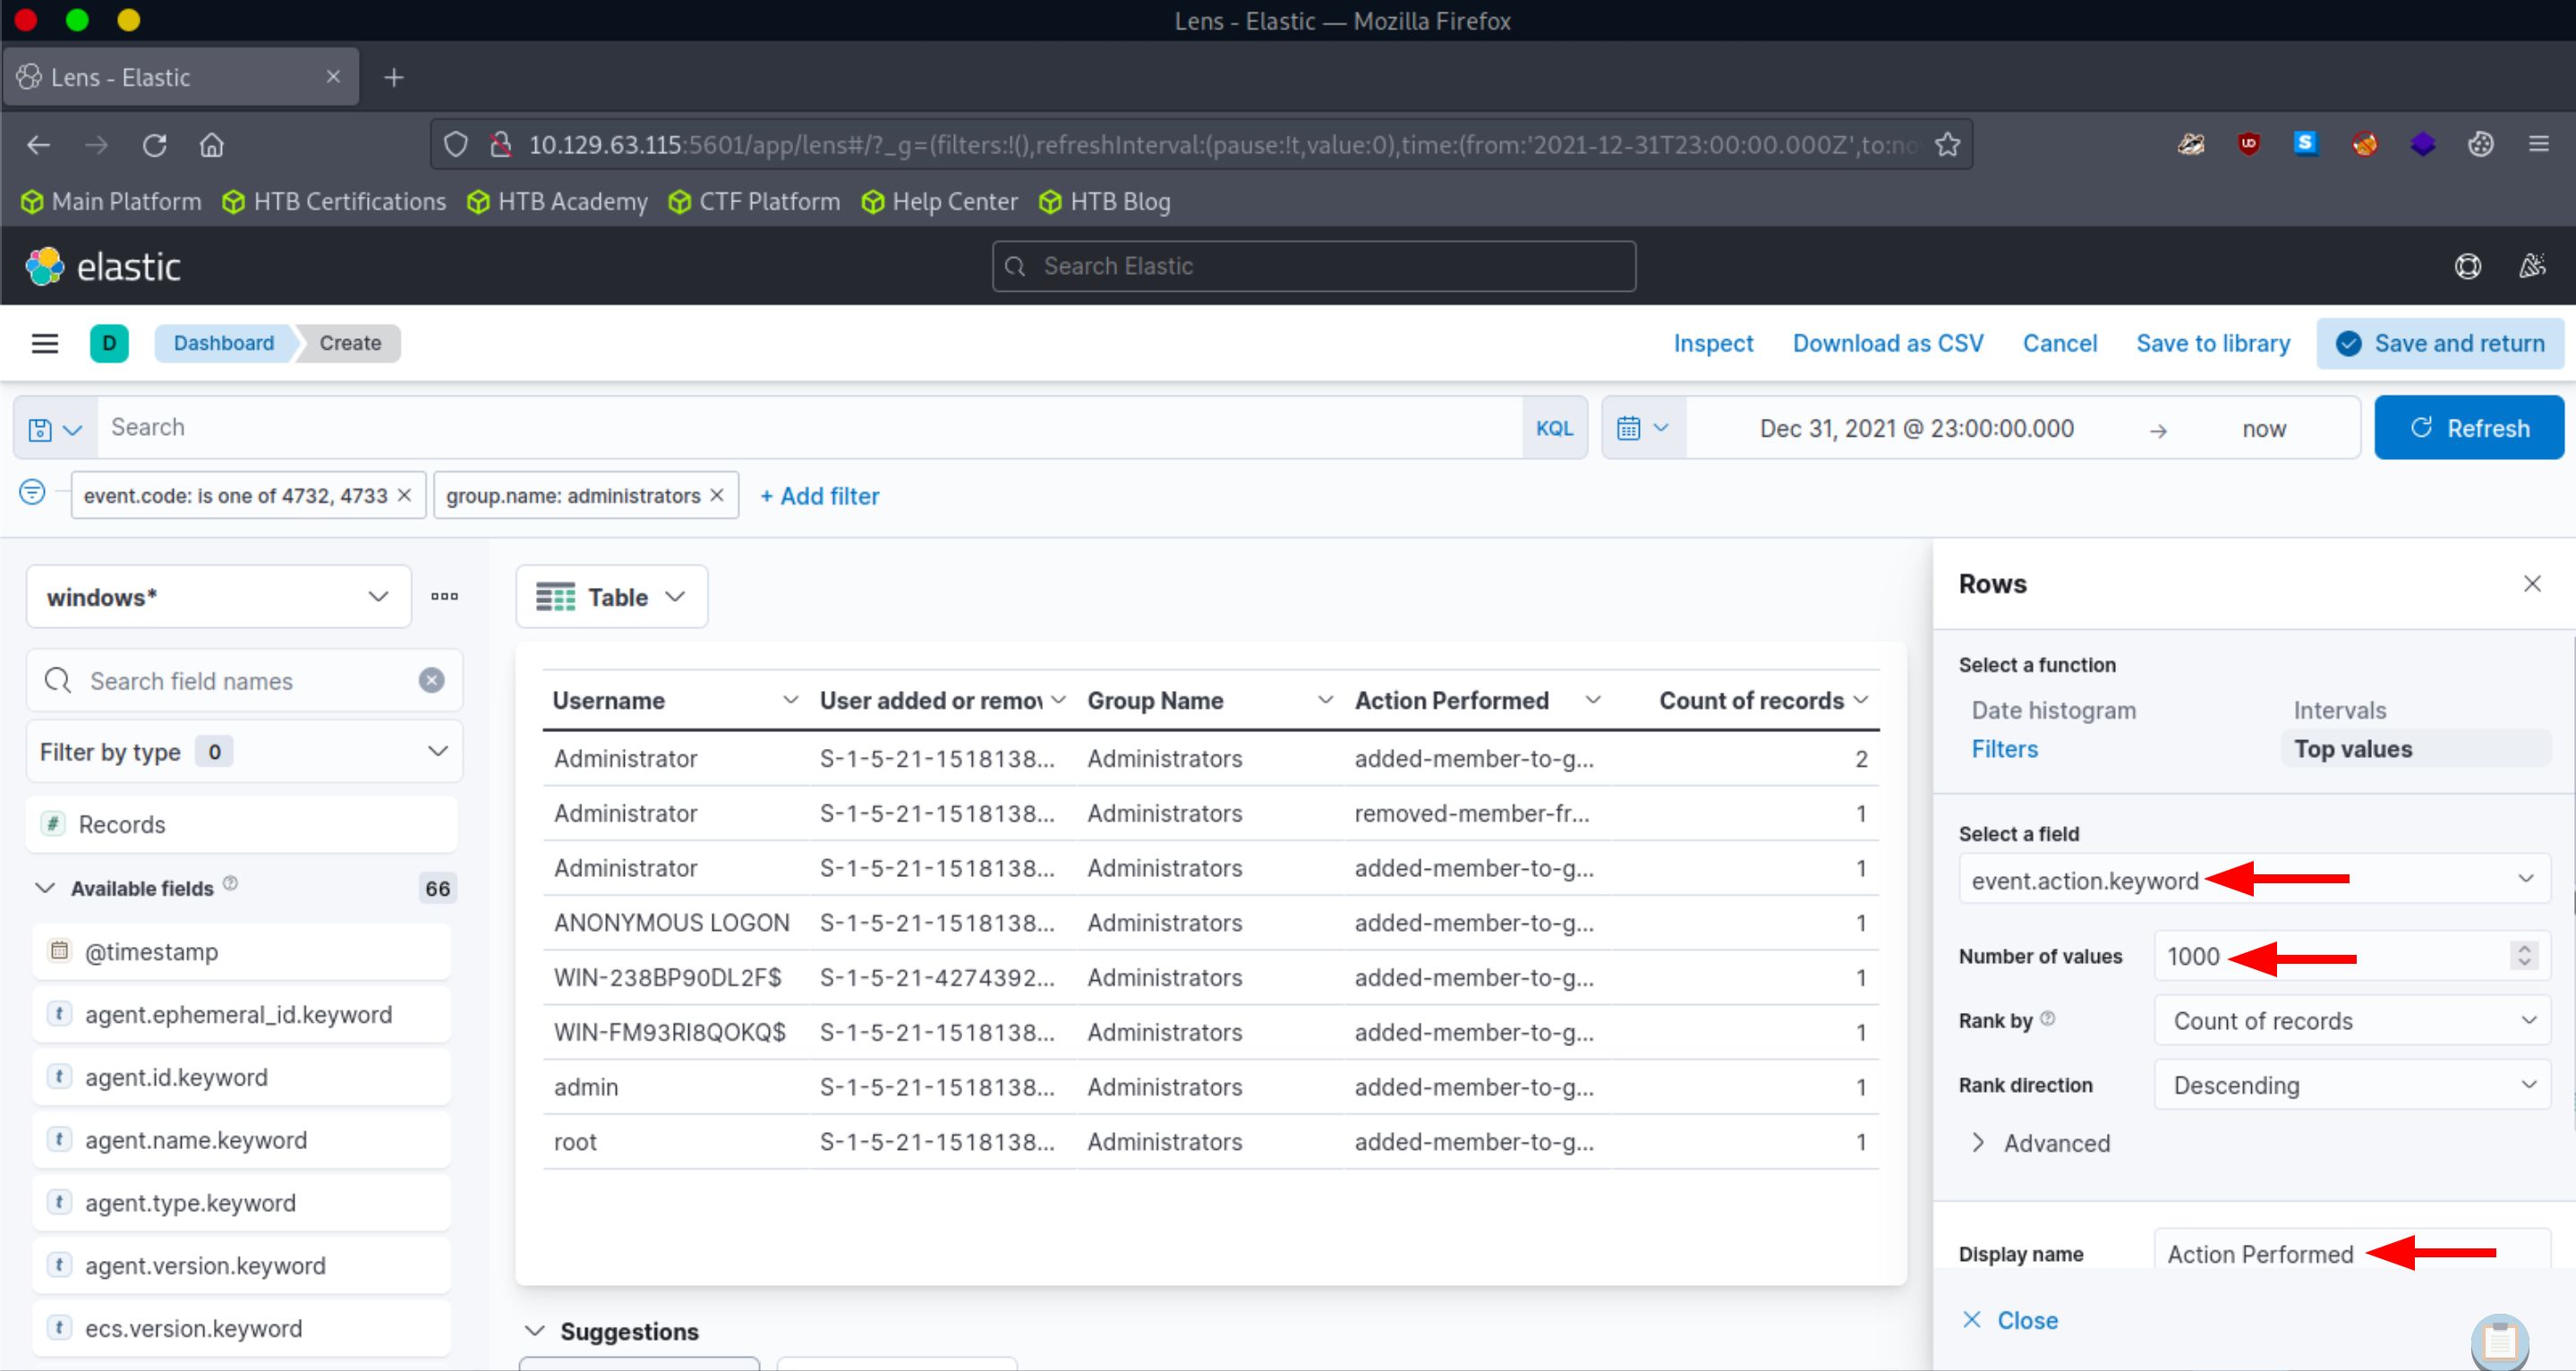 Lens - Elastic — Mozilla Firefox
Lens - Elastic
10.129.63.115:5601/app/lens#/?_g=(filters:!(),refreshInterval:(pause:!t,value:0),time:(from:'2021-12-31T23:00:00.000Z',to:no
Main Platform HTB Certifications HTB Academy CTF Platform Help Center HTB Blog
elastic Search Elastic
D Dashboard Create Inspect Download as CSV Cancel Save to library Save and return
Search KQL Dec 31, 2021 @ 23:00:00.000 → now Refresh
event.code: is one of 4732, 4733 × group.name: administrators × + Add filter
windows*
Search field names
Filter by type 0
# Records
Available fields 66
@timestamp
t agent.ephemeral_id.keyword
t agent.id.keyword
t agent.name.keyword
t agent.type.keyword
t agent.version.keyword
t ecs.version.keyword
Table
Username User added or remov Group Name Action Performed Count of records
Administrator S-1-5-21-1518138... Administrators added-member-to-g... 2
Administrator S-1-5-21-1518138... Administrators removed-member-fr... 1
Administrator S-1-5-21-1518138... Administrators added-member-to-g... 1
ANONYMOUS LOGON S-1-5-21-1518138... Administrators added-member-to-g... 1
WIN-238BP90DL2F$ S-1-5-21-4274392... Administrators added-member-to-g... 1
WIN-FM93RI8QOKQ$ S-1-5-21-1518138... Administrators added-member-to-g... 1
admin S-1-5-21-1518138... Administrators added-member-to-g... 1
root S-1-5-21-1518138... Administrators added-member-to-g... 1
Suggestions
Rows
Select a function
Date histogram Intervals
Filters Top values
Select a field
event.action.keyword
Number of values 1000
Rank by Count of records
Rank direction Descending
Advanced
Display name Action Performed
Close